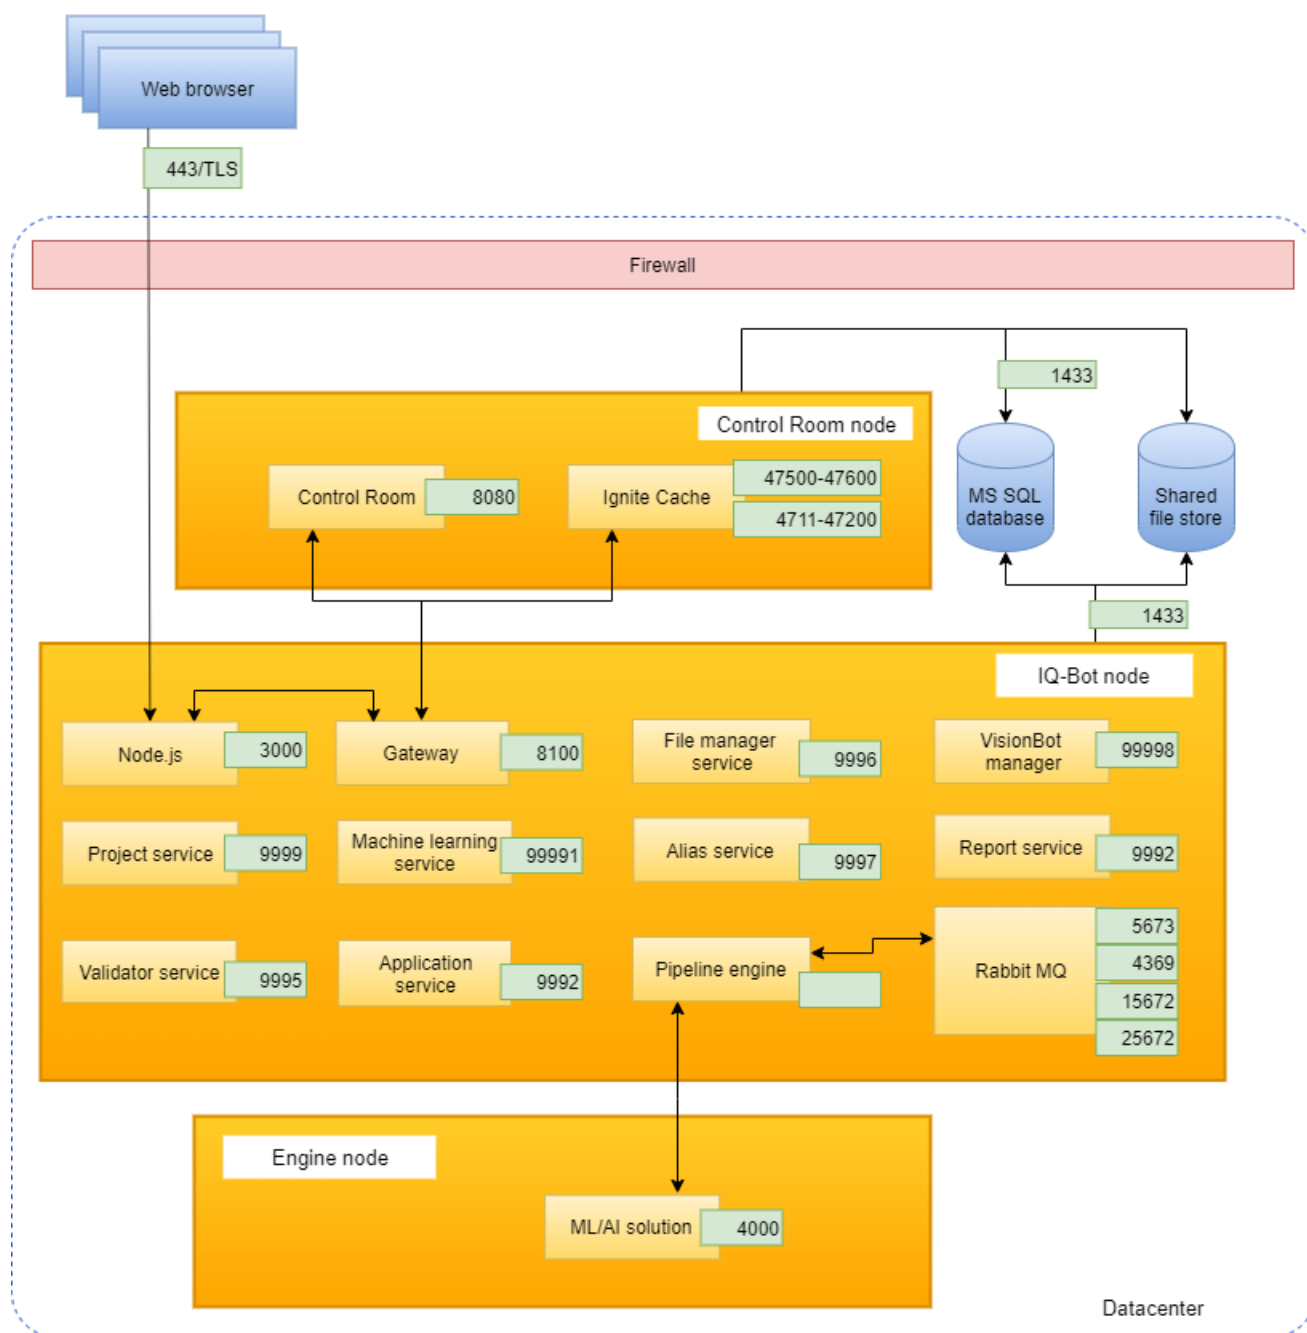 Web browser
443/TLS
Firewall
1433
Control Room node
Control Room
8080
Ignite Cache
47500-47600
4711-47200
MS SQL
database
Shared
file store
1433
IQ-Bot node
Node.js
3000
Gateway
8100
File manager
service
9996
VisionBot
manager
99998
Project service
9999
Machine learning
service
99991
Alias service
9997
Report service
9992
Validator service
9995
Application
service
9992
Pipeline engine
Rabbit MQ
5673
4369
15672
25672
Engine node
ML/AI solution
4000
Datacenter